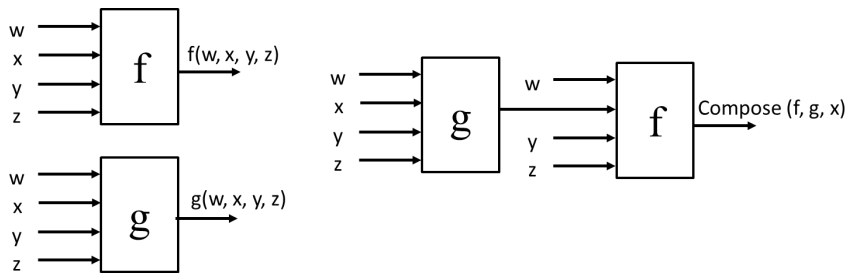 w
x
y
z
f
f(w, x, y, z)
w
x
y
z
g
g(w, x, y, z)
w
x
y
z
g
w
y
z
f
Compose (f, g, x)